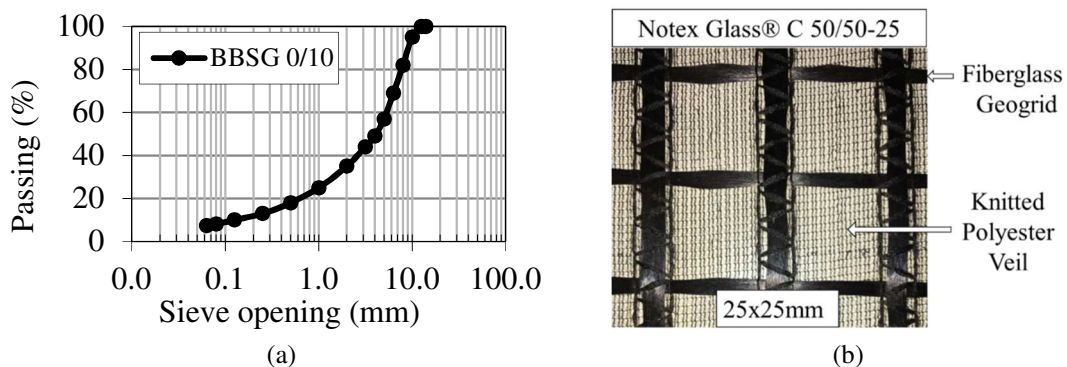 100
80
60
40
20
0
Passing (%)
BBSG 0/10
0.0 0.1 1.0 10.0 100.0
Sieve opening (mm)
(a)
Notex Glass® C 50/50-25
Fiberglass
Geogrid
Knitted
Polyester
Veil
25x25mm
(b)